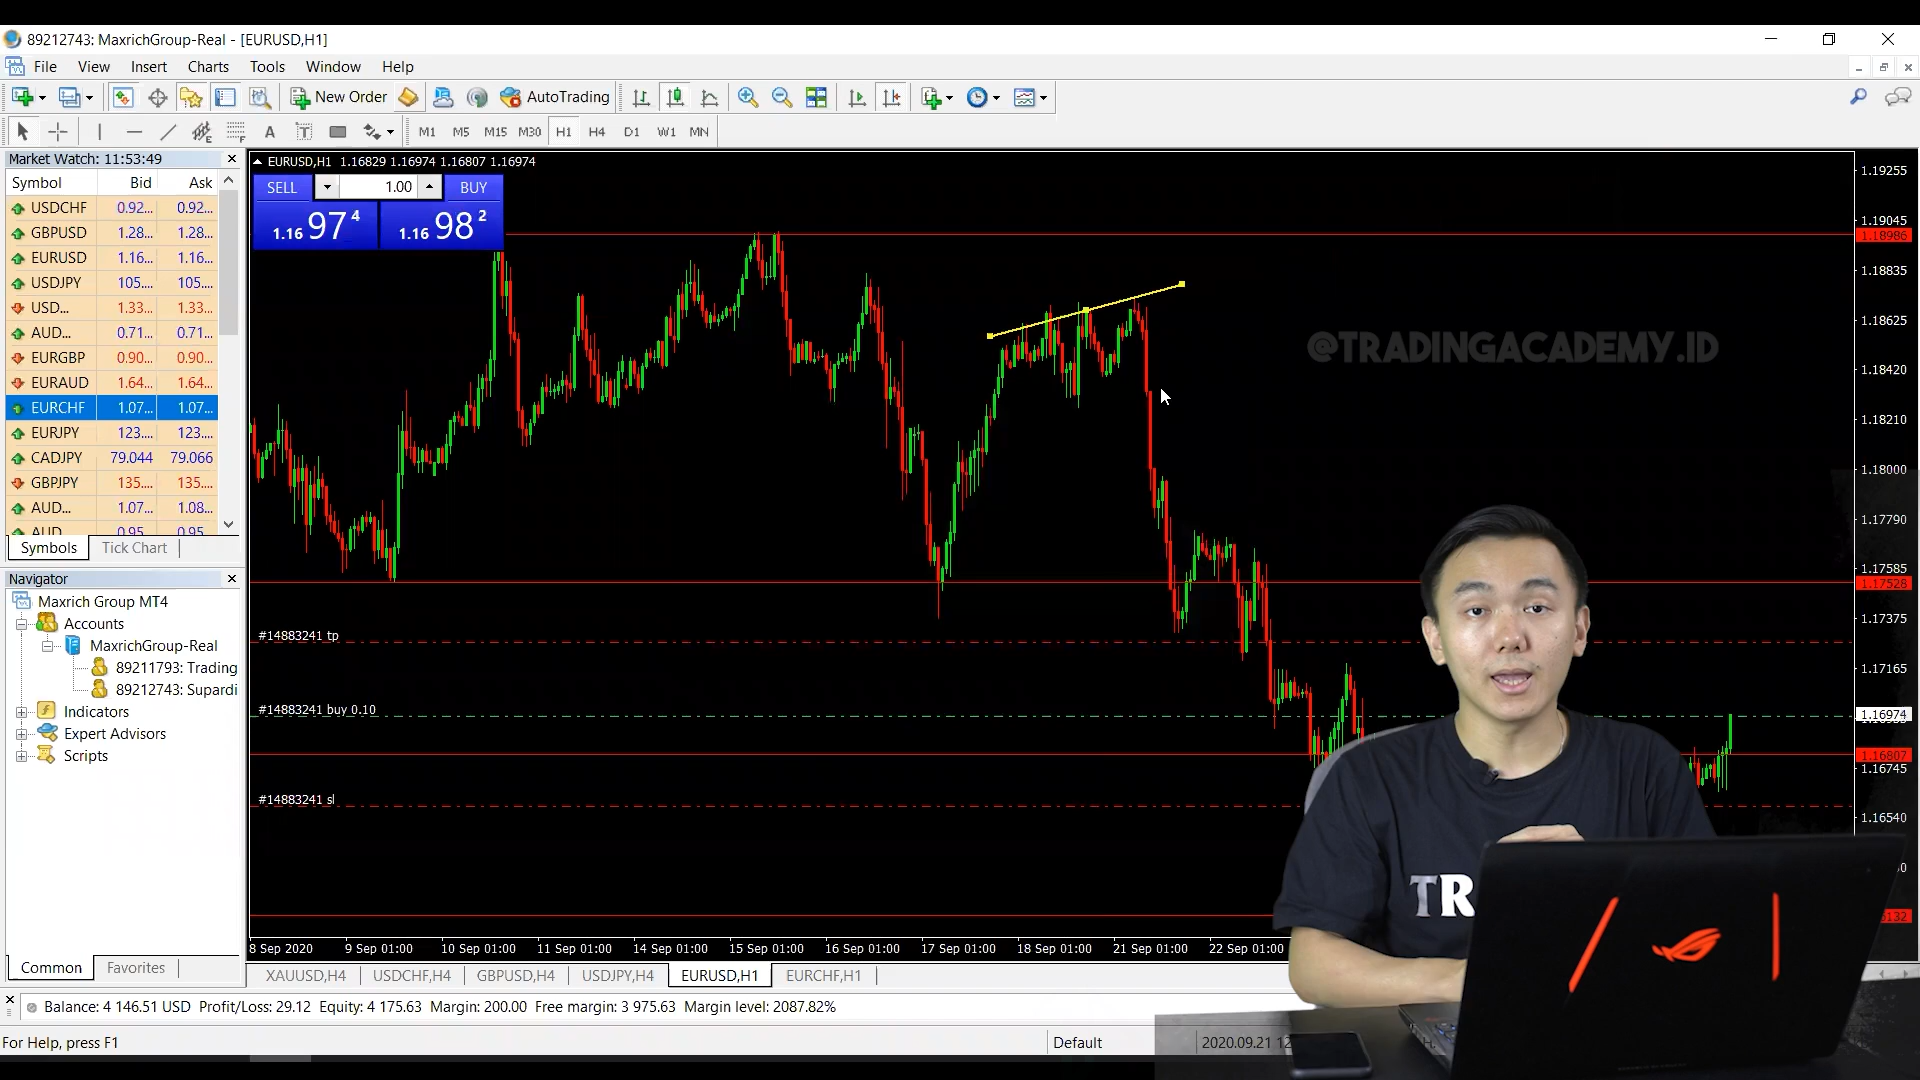 89212743: MaxrichGroup-Real - [EURUSD,H1]
File View Insert Charts Tools Window Help
New Order AutoTrading
M1 M5 M15 M30 H1 H4 D1 W1 MN
Market Watch: 11:53:49
Symbol Bid Ask
USDCHF 0.92... 0.92...
GBPUSD 1.28... 1.28...
EURUSD 1.16... 1.16...
USDJPY 105.... 105....
USD... 1.33... 1.33...
AUD... 0.71... 0.71...
EURGBP 0.90... 0.90...
EURAUD 1.64... 1.64...
EURCHF 1.07... 1.07...
EURJPY 123.... 123....
CADJPY 79.044 79.066
GBPJPY 135.... 135....
AUD... 1.07... 1.08...
AUD 0.95 0.95
Symbols Tick Chart
Navigator
Maxrich Group MT4
Accounts
MaxrichGroup-Real
89211793: Trading
89212743: Supardi
Indicators
Expert Advisors
Scripts
Common Favorites
EURUSD,H1 1.16829 1.16974 1.16807 1.16974
SELL 1.00 BUY
1.16 97 4 1.16 98 2
@TRADINGACADEMY.ID
#14883241 tp
#14883241 buy 0.10
#14883241 sl
1.19255
1.19045
1.18986
1.18835
1.18625
1.18420
1.18210
1.18000
1.17790
1.17585
1.17528
1.17375
1.17165
1.16974
1.16807
1.16745
1.16540
8 Sep 2020 9 Sep 01:00 10 Sep 01:00 11 Sep 01:00 14 Sep 01:00 15 Sep 01:00 16 Sep 01:00 17 Sep 01:00 18 Sep 01:00 21 Sep 01:00 22 Sep 01:00
XAUUSD,H4 USDCHF,H4 GBPUSD,H4 USDJPY,H4 EURUSD,H1 EURCHF,H1
TR
Balance: 4 146.51 USD Profit/Loss: 29.12 Equity: 4 175.63 Margin: 200.00 Free margin: 3 975.63 Margin level: 2087.82%
For Help, press F1
Default
2020.09.21 12